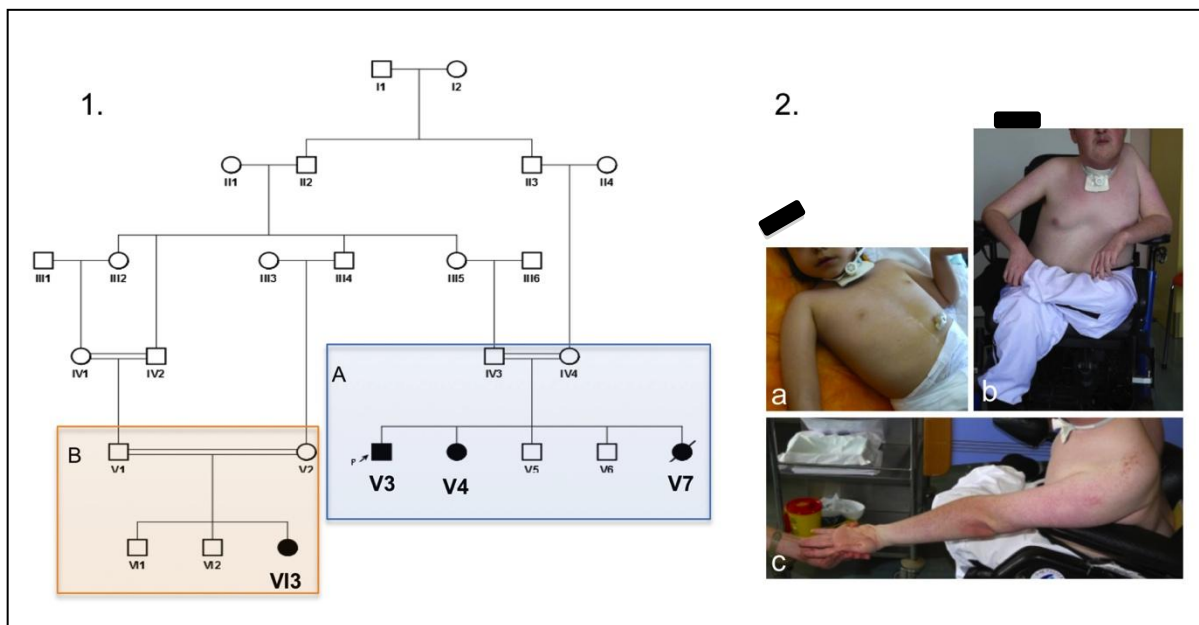 1.
I1 I2
II1 II2 II3 II4
III1 III2 III3 III4 III5 III6
IV1 IV2 IV3 IV4
A
B
V1 V2
P V3 V4 V5 V6 V7
VI1 VI2 VI3
2.
a
b
c